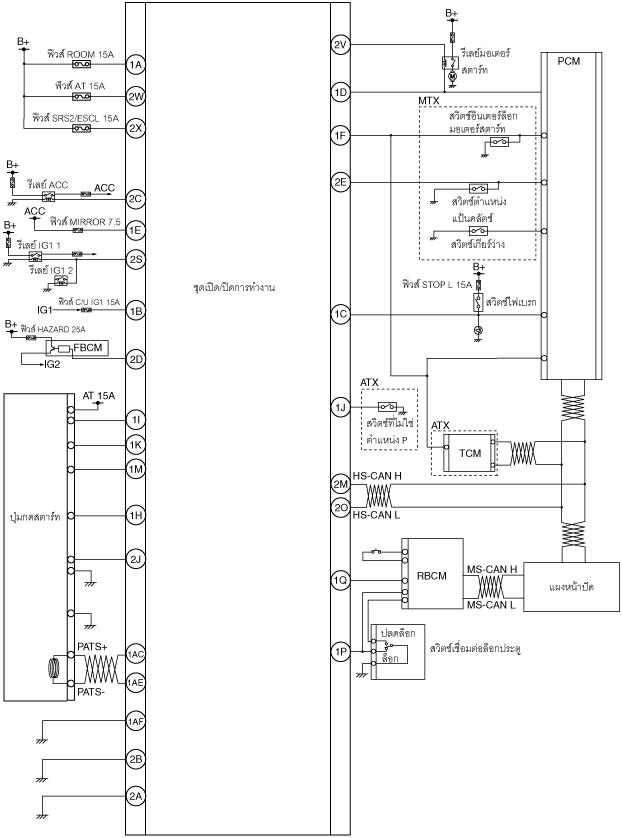 B+
ฟิวส์ ROOM 15A
1A
ฟิวส์ AT 15A
2W
ฟิวส์ SRS2/ESCL 15A
2X
B+
รีเลย์ ACC
ACC
2C
ACC
ฟิวส์ MIRROR 7.5
1E
B+
รีเลย์ IG1 1
2S
รีเลย์ IG1 2
IG1
ฟิวส์ C/U IG1 15A
1B
B+
ฟิวส์ HAZARD 25A
FBCM
IG2
2D
AT 15A
1I
1K
1M
ปุ่มกดสตาร์ท
1H
2J
PATS+
1AC
PATS-
1AE
1AF
2B
2A
ชุดเปิด/ปิดการทำงาน
B+
2V
รีเลย์มอเตอร์
สตาร์ท
M
PCM
1D
MTX
สวิตช์อินเตอร์ล็อก
มอเตอร์สตาร์ท
1F
2E
สวิตช์ตำแหน่ง
แป้นคลัตช์
สวิตช์เกียร์ว่าง
B+
ฟิวส์ STOP L 15A
สวิตช์ไฟเบรก
1C
ATX
1J
สวิตช์ที่ไม่ใช่
ตำแหน่ง P
ATX
TCM
2M
HS-CAN H
2O
HS-CAN L
1Q
RBCM
MS-CAN H
MS-CAN L
แผงหน้าปัด
1P
ปลดล็อก
ล็อก
สวิตช์เชื่อมต่อล็อกประตู